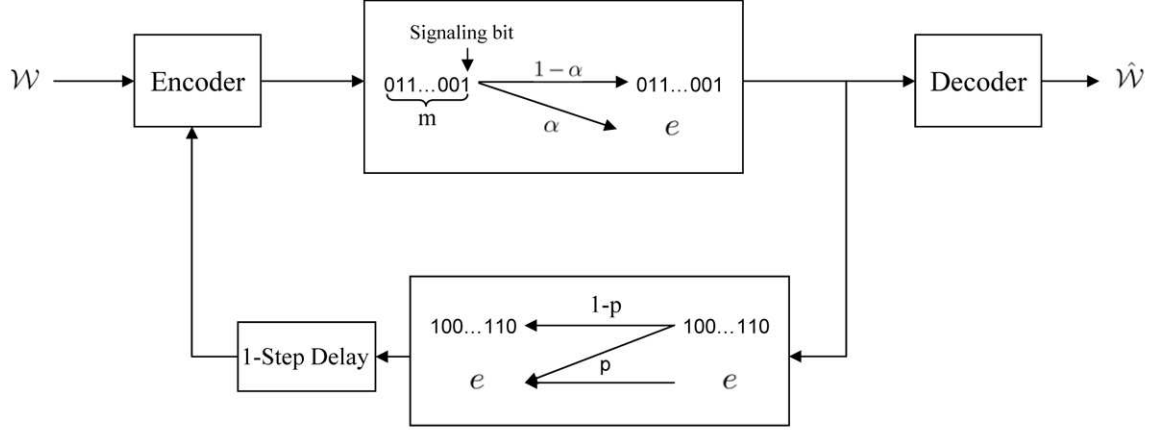 Signaling bit
𝒲 Encoder 011...001 1−α 011...001 Decoder 𝒲̂
m α e
1-p
100...110 100...110
1-Step Delay
e p e